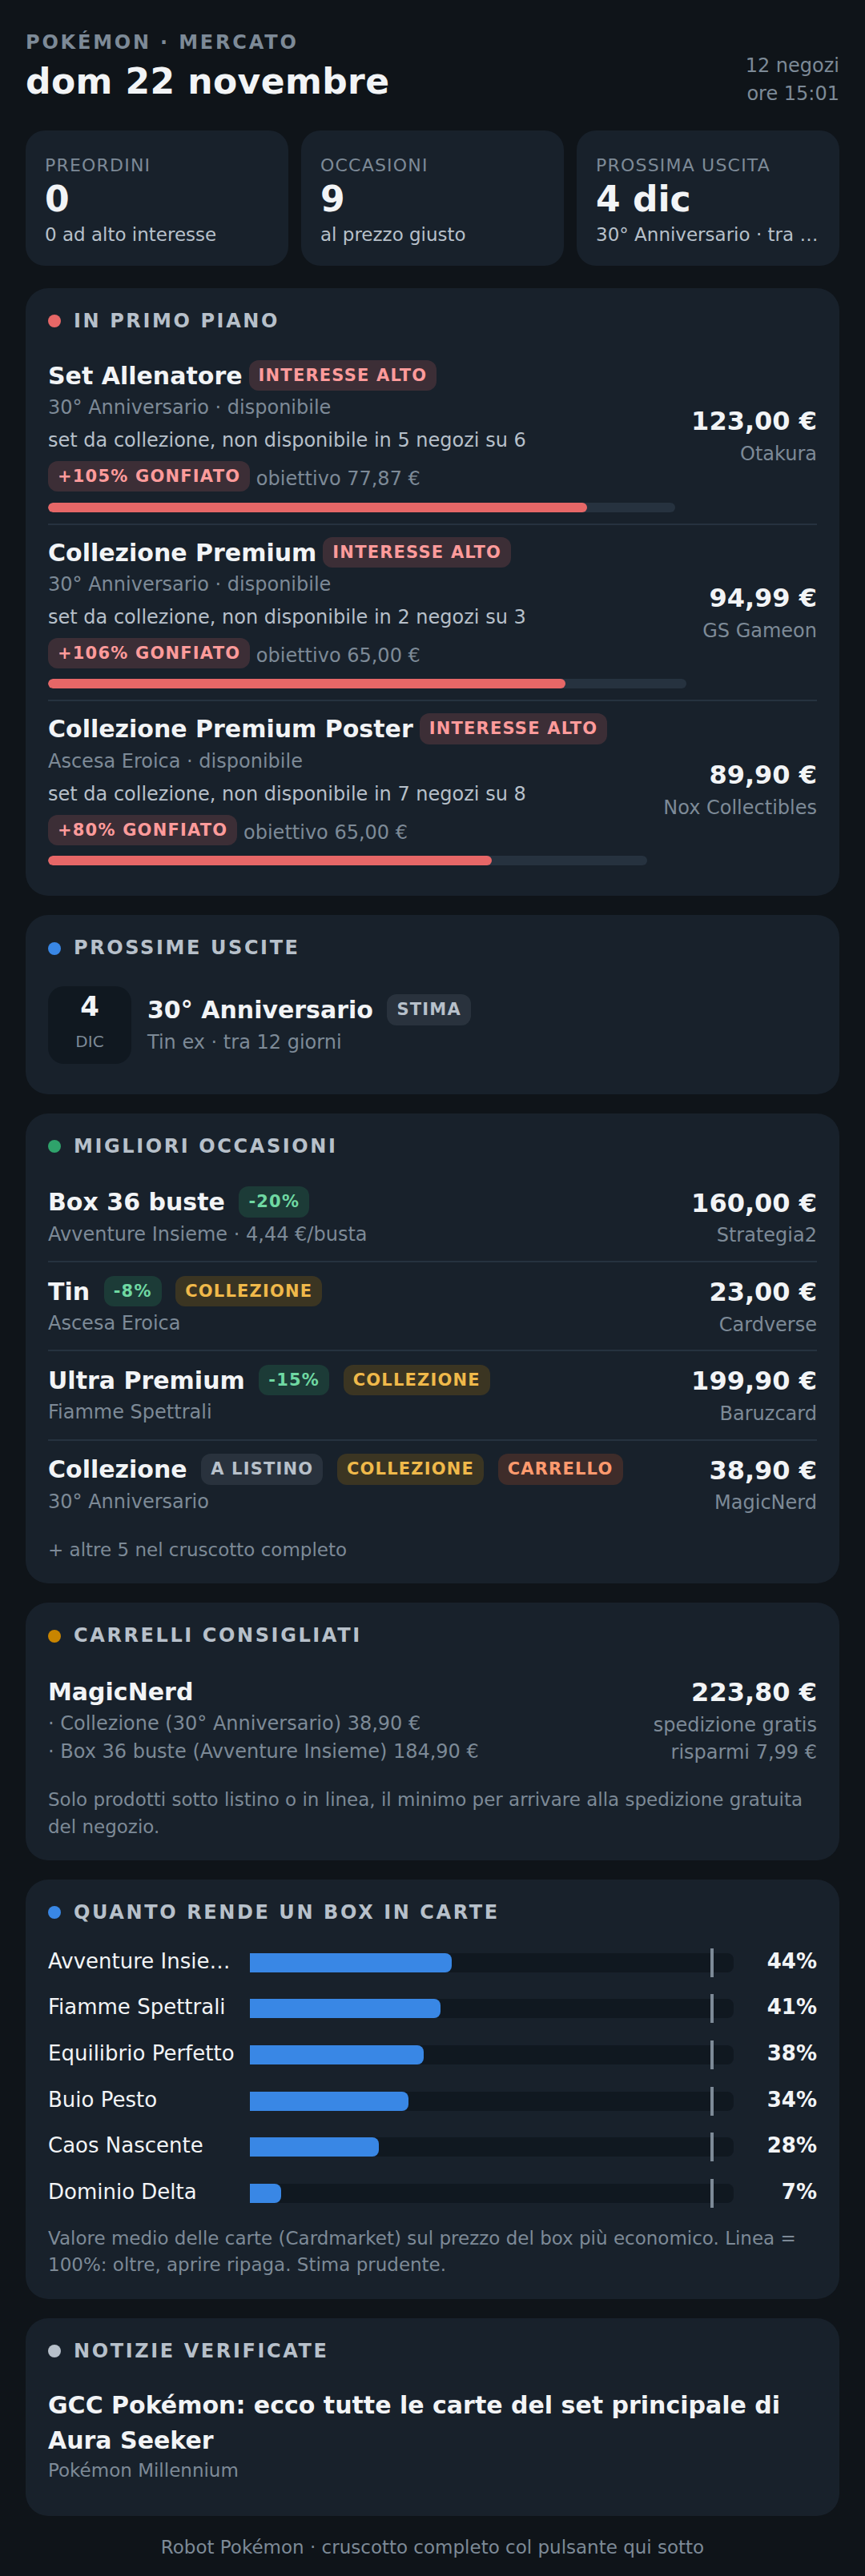 POKÉMON · MERCATO
dom 22 novembre
12 negozi
ore 15:01
PREORDINI
0
0 ad alto interesse
OCCASIONI
9
al prezzo giusto
PROSSIMA USCITA
4 dic
30° Anniversario · tra …
IN PRIMO PIANO
Set Allenatore INTERESSE ALTO
30° Anniversario · disponibile
set da collezione, non disponibile in 5 negozi su 6
+105% GONFIATO obiettivo 77,87 €
123,00 €
Otakura
Collezione Premium INTERESSE ALTO
30° Anniversario · disponibile
set da collezione, non disponibile in 2 negozi su 3
+106% GONFIATO obiettivo 65,00 €
94,99 €
GS Gameon
Collezione Premium Poster INTERESSE ALTO
Ascesa Eroica · disponibile
set da collezione, non disponibile in 7 negozi su 8
+80% GONFIATO obiettivo 65,00 €
89,90 €
Nox Collectibles
PROSSIME USCITE
4
DIC
30° Anniversario STIMA
Tin ex · tra 12 giorni
MIGLIORI OCCASIONI
Box 36 buste -20%
Avventure Insieme · 4,44 €/busta
160,00 €
Strategia2
Tin -8% COLLEZIONE
Ascesa Eroica
23,00 €
Cardverse
Ultra Premium -15% COLLEZIONE
Fiamme Spettrali
199,90 €
Baruzcard
Collezione A LISTINO COLLEZIONE CARRELLO
30° Anniversario
38,90 €
MagicNerd
+ altre 5 nel cruscotto completo
CARRELLI CONSIGLIATI
MagicNerd
· Collezione (30° Anniversario) 38,90 €
· Box 36 buste (Avventure Insieme) 184,90 €
223,80 €
spedizione gratis
risparmi 7,99 €
Solo prodotti sotto listino o in linea, il minimo per arrivare alla spedizione gratuita
del negozio.
QUANTO RENDE UN BOX IN CARTE
Avventure Insie… 44%
Fiamme Spettrali 41%
Equilibrio Perfetto 38%
Buio Pesto 34%
Caos Nascente 28%
Dominio Delta 7%
Valore medio delle carte (Cardmarket) sul prezzo del box più economico. Linea =
100%: oltre, aprire ripaga. Stima prudente.
NOTIZIE VERIFICATE
GCC Pokémon: ecco tutte le carte del set principale di
Aura Seeker
Pokémon Millennium
Robot Pokémon · cruscotto completo col pulsante qui sotto